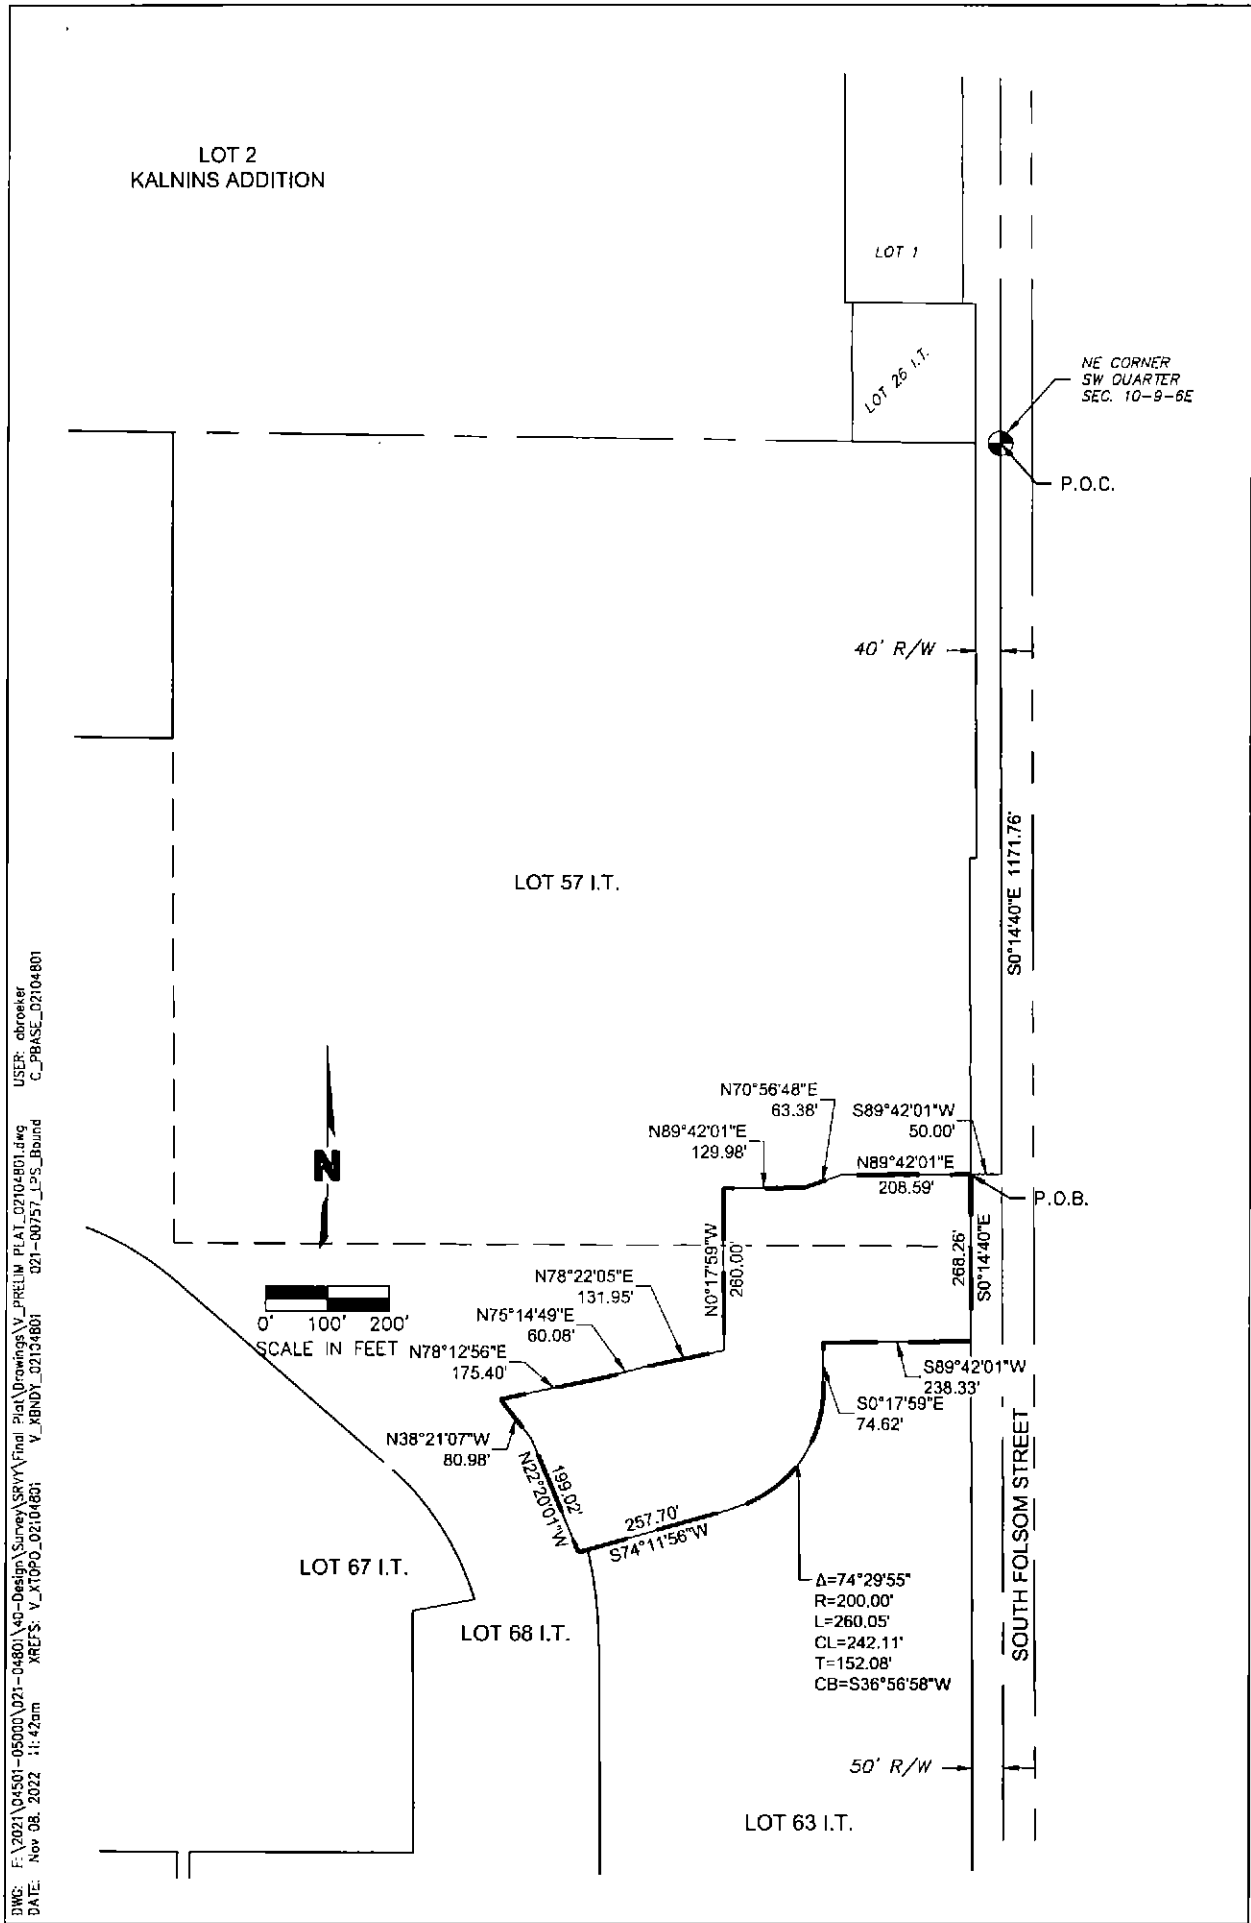 LOT 2
KALNINS ADDITION
LOT 1
LOT 26 I.T.
NE CORNER
SW QUARTER
SEC. 10-9-6E
P.O.C.
40' R/W
S0°14'40"E 1171.76'
LOT 57 I.T.
N70°56'48"E
63.38'
S89°42'01"W
50.00'
N89°42'01"E
129.98'
N89°42'01"E
208.59'
P.O.B.
N
N0°17'59"W
260.00'
268.26'
S0°14'40"E
N78°22'05"E
131.95'
N75°14'49"E
60.08'
0' 100' 200'
SCALE IN FEET
N78°12'56"E
175.40'
S89°42'01"W
238.33'
S0°17'59"E
74.62'
N38°21'07"W
80.98'
199.02'
N22°20'01"W
257.70'
S74°11'56"W
LOT 67 I.T.
Δ=74°29'55"
R=200.00'
L=260.05'
CL=242.11'
T=152.08'
CB=S36°56'58"W
SOUTH FOLSOM STREET
LOT 68 I.T.
50' R/W
LOT 63 I.T.
DWG: F:\2021\04501-05000\021-04801\40-Design\Survey\SRVY\Final Plat\Drawings\V_PRELIM PLAT_02104801.dwg USER: dbroeker
DATE: Nov 08, 2022 11:42am XREFS: V_XTOPO_02104801 V_XBNDY_02104801 021-00757_LPS_Bound C_PBASE_02104801